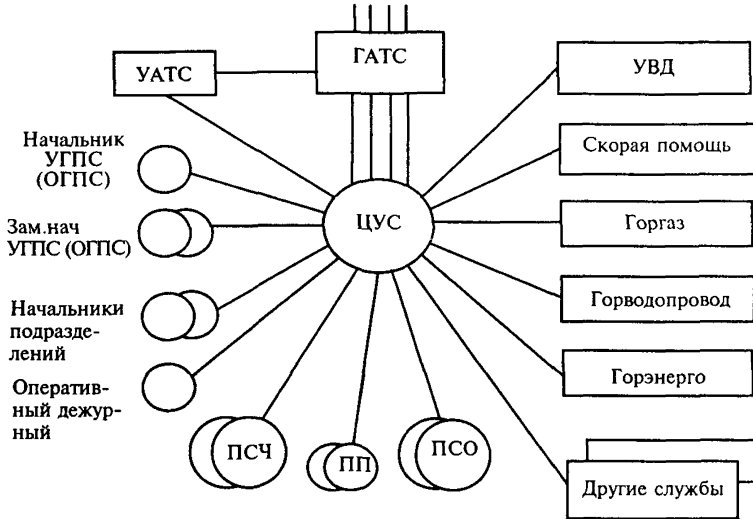 УАТС
ГАТС
УВД
Начальник
УГПС
(ОГПС)
Скорая помощь
Зам.нач
УГПС (ОГПС)
ЦУС
Горгаз
Начальники
подразде-
лений
Горводопровод
Оператив-
ный дежур-
ный
Горэнерго
ПСЧ
ПП
ПСО
Другие службы